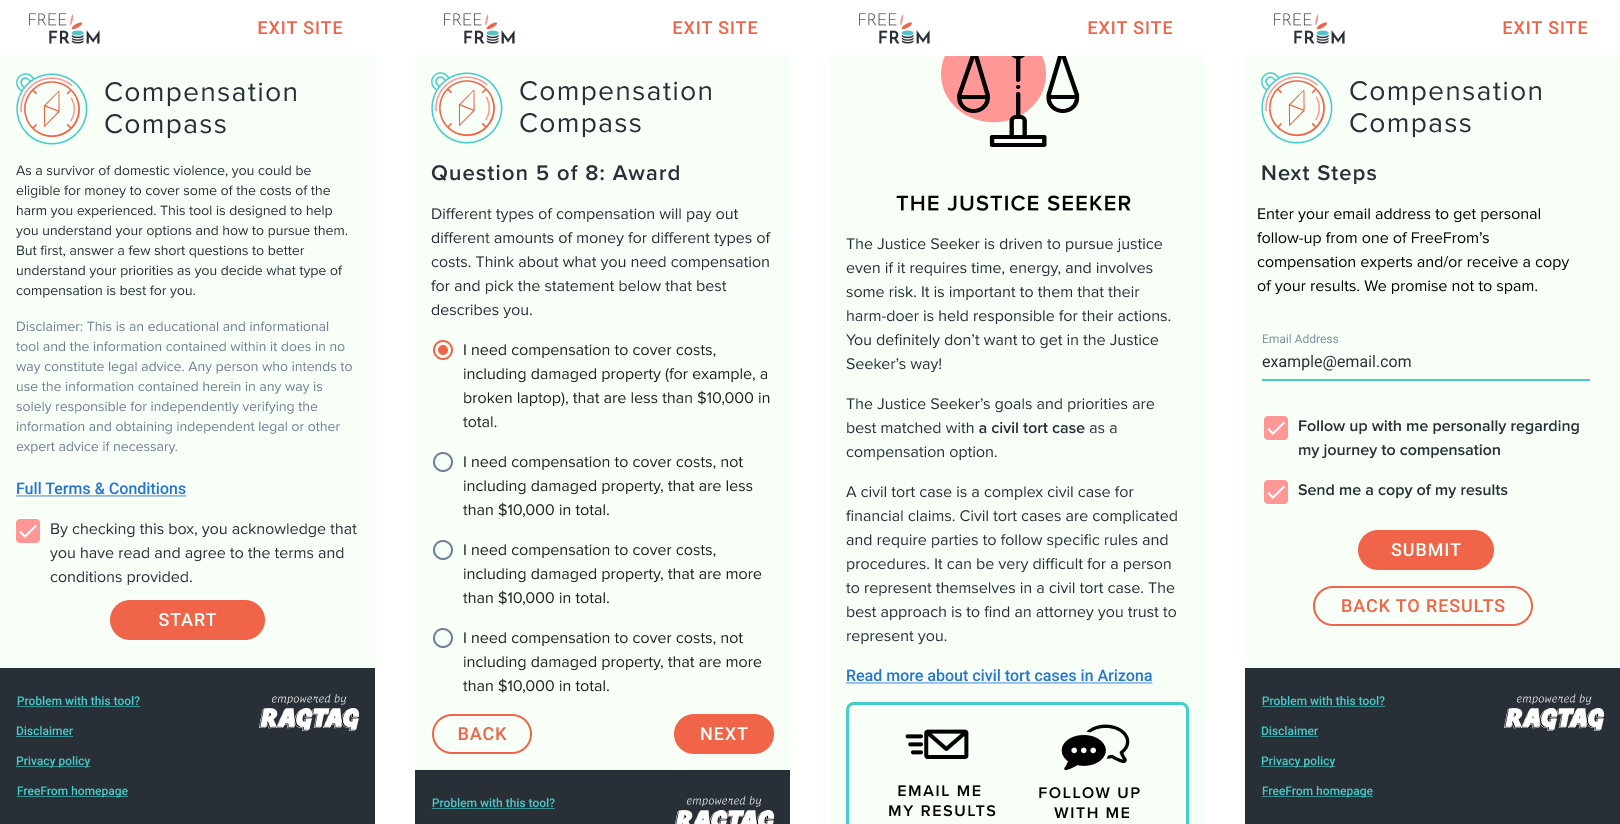 FREE
FROM
EXIT SITE
Compensation
Compass
As a survivor of domestic violence, you could be
eligible for money to cover some of the costs of the
harm you experienced. This tool is designed to help
you understand your options and how to pursue them.
But first, answer a few short questions to better
understand your priorities as you decide what type of
compensation is best for you.
Disclaimer: This is an educational and informational
tool and the information contained within it does in no
way constitute legal advice. Any person who intends to
use the information contained herein in any way is
solely responsible for independently verifying the
information and obtaining independent legal or other
expert advice if necessary.
Full Terms & Conditions
By checking this box, you acknowledge that
you have read and agree to the terms and
conditions provided.
START
Problem with this tool?
Disclaimer
Privacy policy
FreeFrom homepage
empowered by
RAGTAG
FREE
FROM
EXIT SITE
Compensation
Compass
Question 5 of 8: Award
Different types of compensation will pay out
different amounts of money for different types of
costs. Think about what you need compensation
for and pick the statement below that best
describes you.
I need compensation to cover costs,
including damaged property (for example, a
broken laptop), that are less than $10,000 in
total.
I need compensation to cover costs, not
including damaged property, that are less
than $10,000 in total.
I need compensation to cover costs,
including damaged property, that are more
than $10,000 in total.
I need compensation to cover costs, not
including damaged property, that are more
than $10,000 in total.
BACK
NEXT
Problem with this tool?
empowered by
RAGTAG
FREE
FROM
EXIT SITE
THE JUSTICE SEEKER
The Justice Seeker is driven to pursue justice
even if it requires time, energy, and involves
some risk. It is important to them that their
harm-doer is held responsible for their actions.
You definitely don't want to get in the Justice
Seeker's way!
The Justice Seeker's goals and priorities are
best matched with a civil tort case as a
compensation option.
A civil tort case is a complex civil case for
financial claims. Civil tort cases are complicated
and require parties to follow specific rules and
procedures. It can be very difficult for a person
to represent themselves in a civil tort case. The
best approach is to find an attorney you trust to
represent you.
Read more about civil tort cases in Arizona
EMAIL ME
MY RESULTS
FOLLOW UP
WITH ME
FREE
FROM
EXIT SITE
Compensation
Compass
Next Steps
Enter your email address to get personal
follow-up from one of FreeFrom's
compensation experts and/or receive a copy
of your results. We promise not to spam.
Email Address
example@email.com
Follow up with me personally regarding
my journey to compensation
Send me a copy of my results
SUBMIT
BACK TO RESULTS
Problem with this tool?
Disclaimer
Privacy policy
FreeFrom homepage
empowered by
RAGTAG